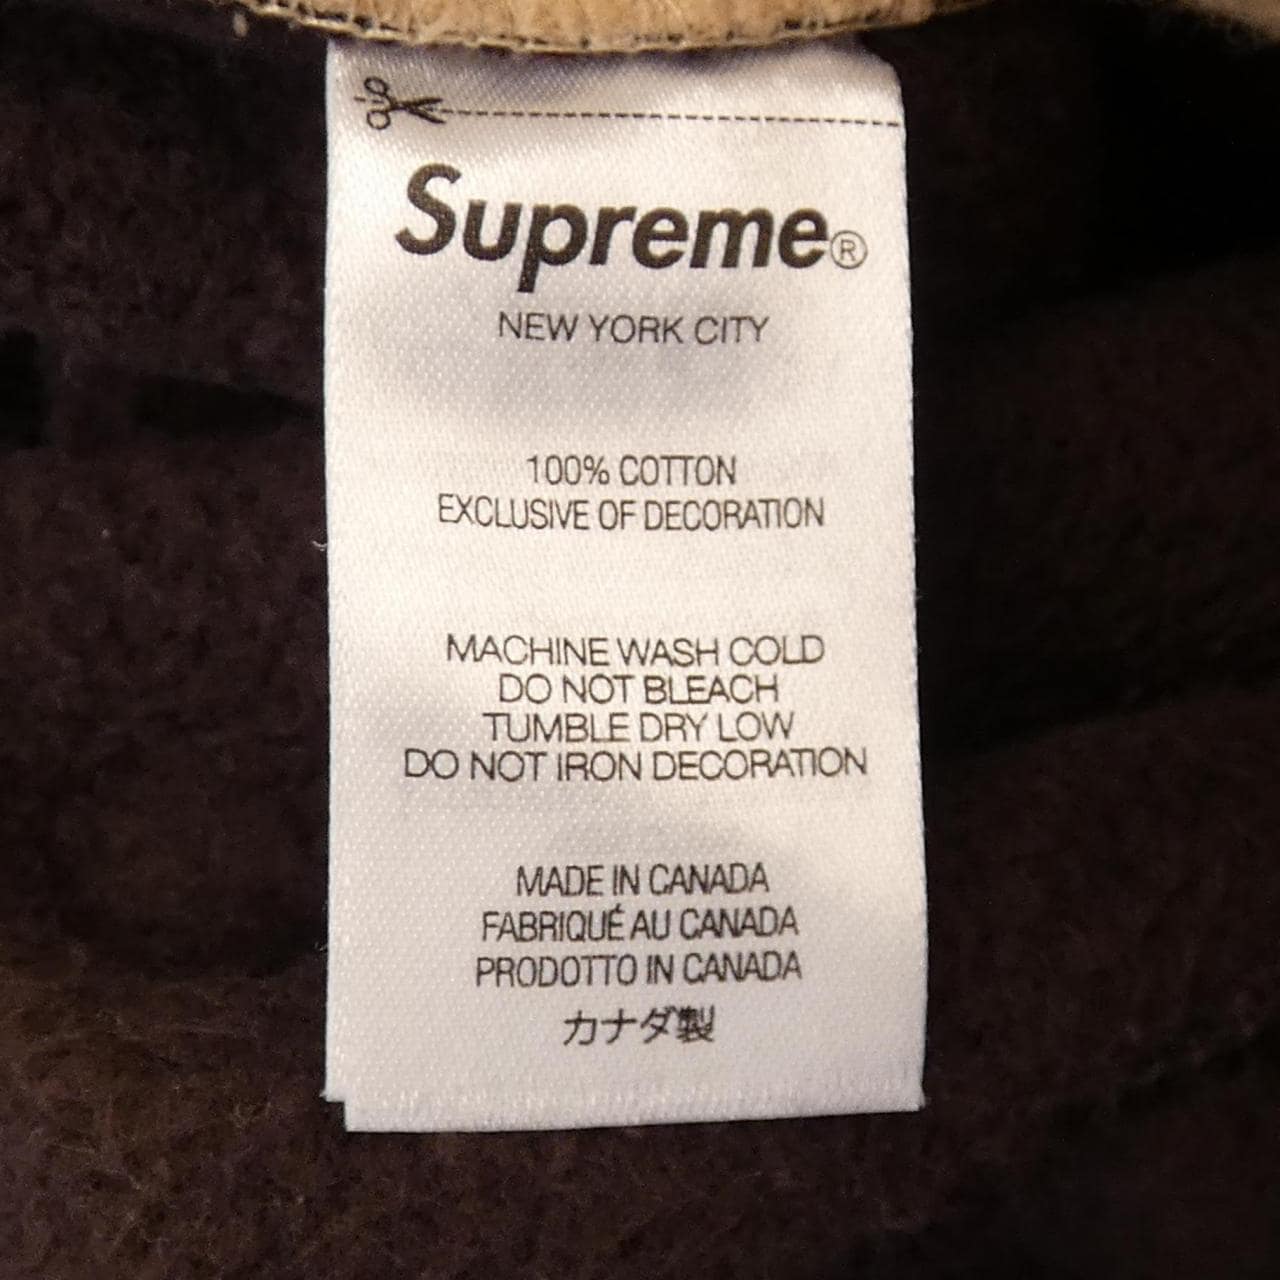 Supreme®
NEW YORK CITY
100% COTTON
EXCLUSIVE OF DECORATION
MACHINE WASH COLD
DO NOT BLEACH
TUMBLE DRY LOW
DO NOT IRON DECORATION
MADE IN CANADA
FABRIQUÉ AU CANADA
PRODOTTO IN CANADA
カナダ製